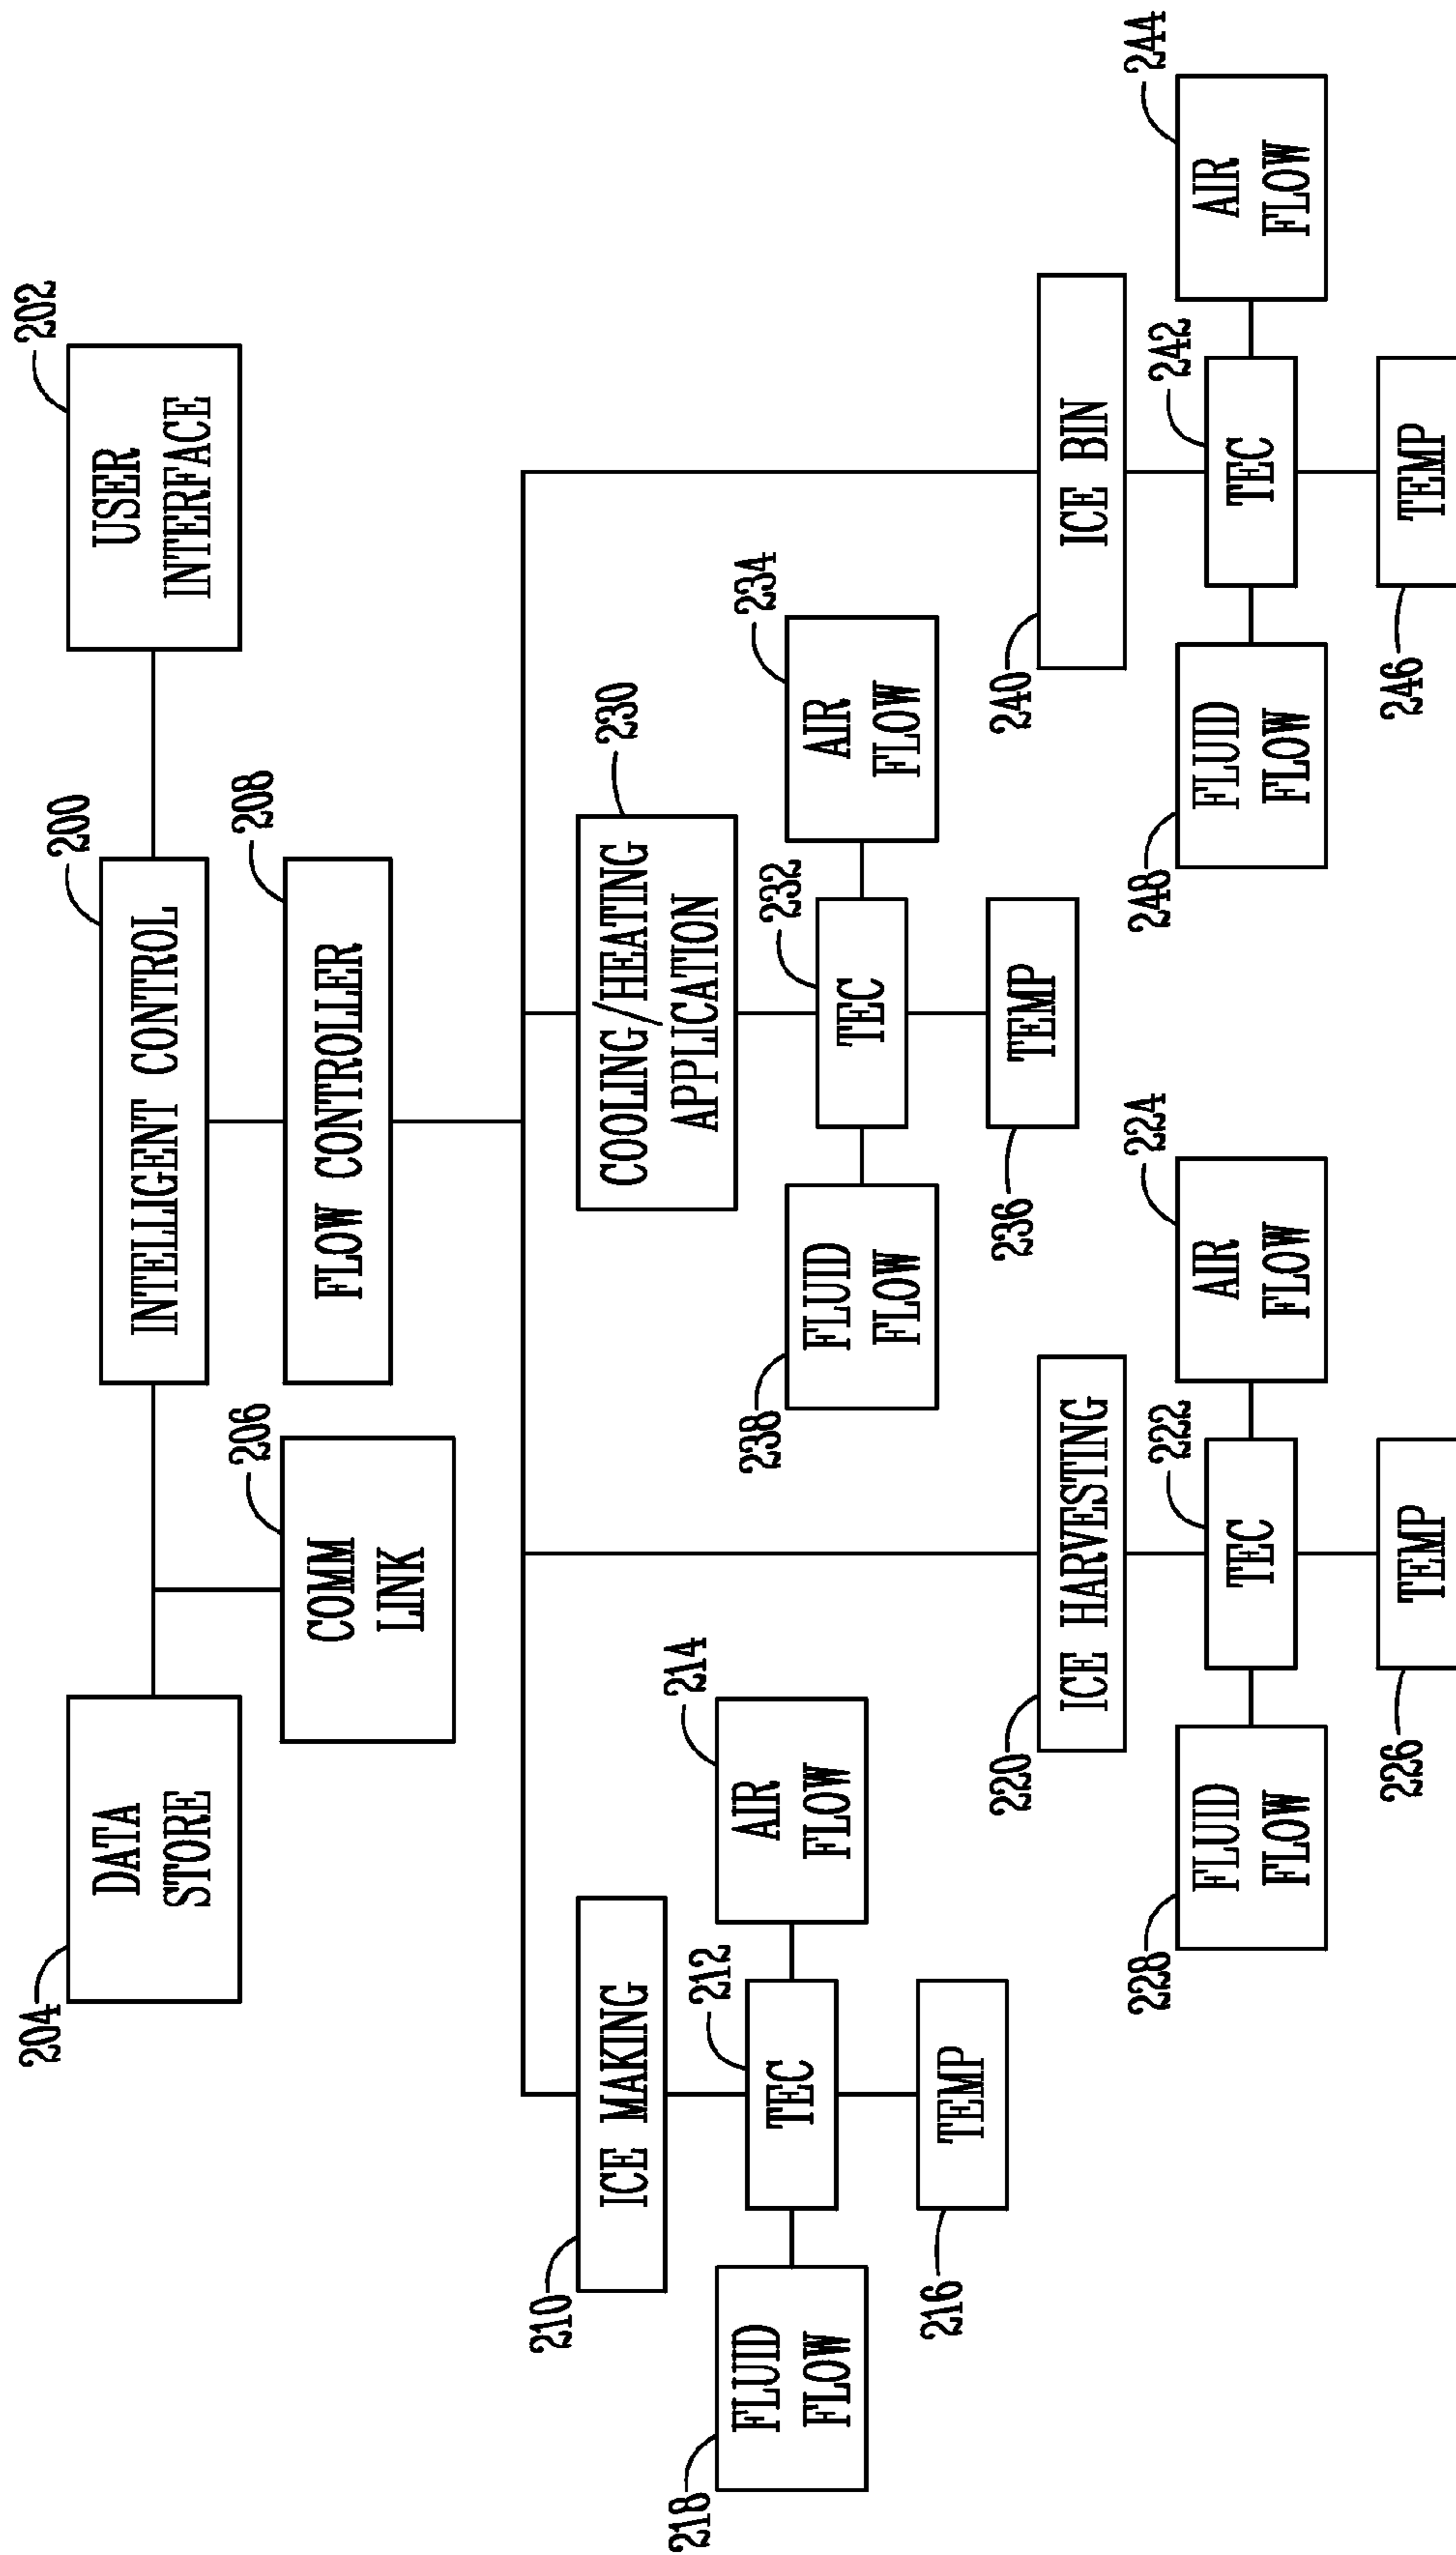 204
DATA
STORE
200
INTELLIGENT CONTROL
202
USER
INTERFACE
206
COMM
LINK
208
FLOW CONTROLLER
210
ICE MAKING
212
TEC
214
AIR
FLOW
218
FLUID
FLOW
216
TEMP
230
COOLING/HEATING
APPLICATION
232
TEC
234
AIR
FLOW
238
FLUID
FLOW
236
TEMP
220
ICE HARVESTING
222
TEC
224
AIR
FLOW
228
FLUID
FLOW
226
TEMP
240
ICE BIN
242
TEC
244
AIR
FLOW
248
FLUID
FLOW
246
TEMP